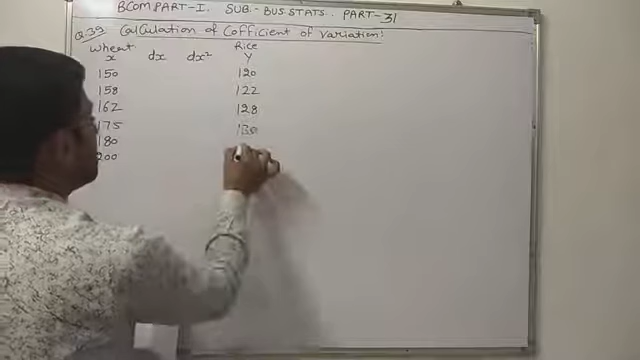 BCOM PART-I. SUB.- BUS STATS. PART-31
Q.39 Calculation of Cofficient of Variation:
Wheat Rice
x dx dx² Y
150 120
158 122
162 128
175 130
180
200